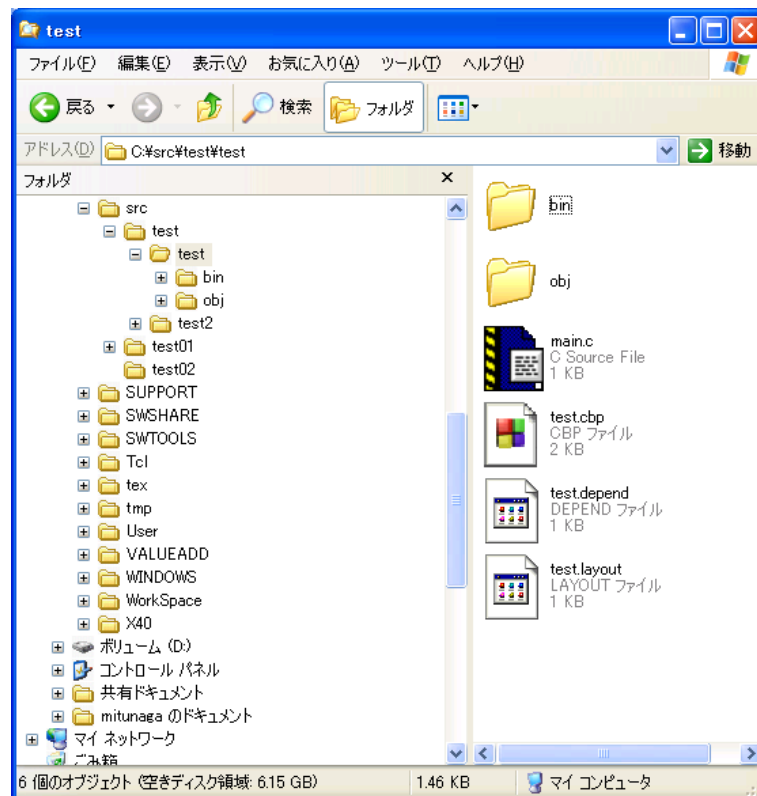 test
ファイル(F) 編集(E) 表示(V) お気に入り(A) ツール(T) ヘルプ(H)
戻る 検索 フォルダ
アドレス(D) C:¥src¥test¥test 移動
フォルダ
src
test
test
bin
obj
test2
test01
test02
SUPPORT
SWSHARE
SWTOOLS
Tcl
tex
tmp
User
VALUEADD
WINDOWS
WorkSpace
X40
ボリューム (D:)
コントロール パネル
共有ドキュメント
mitunaga のドキュメント
マイ ネットワーク
ごみ箱
bin
obj
main.c
C Source File
1 KB
test.cbp
CBP ファイル
2 KB
test.depend
DEPEND ファイル
1 KB
test.layout
LAYOUT ファイル
1 KB
6 個のオブジェクト (空きディスク領域: 6.15 GB) 1.46 KB マイ コンピュータ